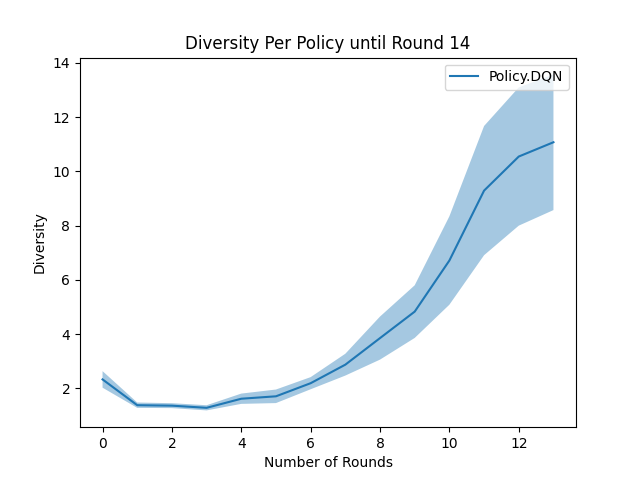 Diversity Per Policy until Round 14
Policy.DQN
Diversity
14
12
10
8
6
4
2
0 2 4 6 8 10 12
Number of Rounds